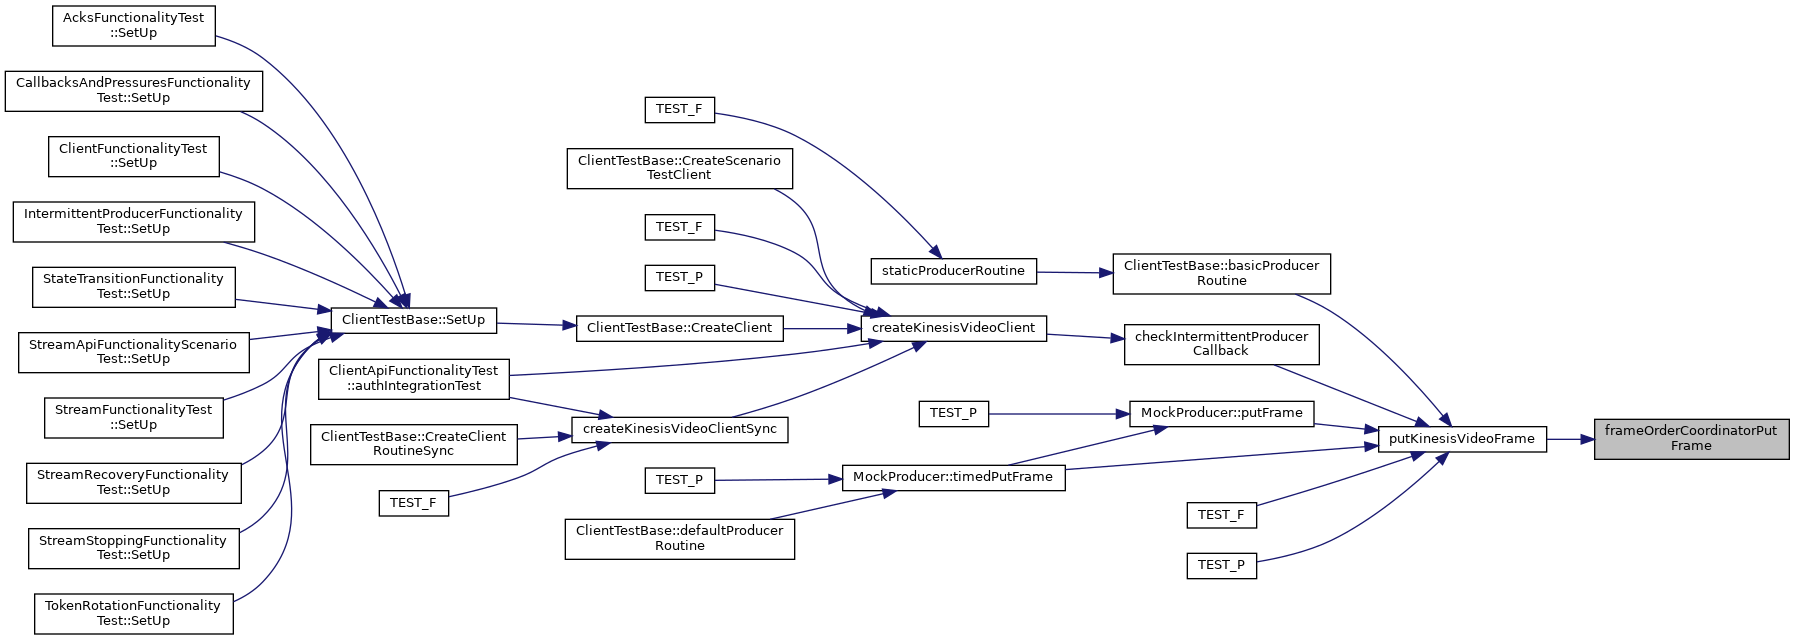 AcksFunctionalityTest
::SetUp
CallbacksAndPressuresFunctionality
Test::SetUp
ClientFunctionalityTest
::SetUp
IntermittentProducerFunctionality
Test::SetUp
StateTransitionFunctionality
Test::SetUp
StreamApiFunctionalityScenario
Test::SetUp
StreamFunctionalityTest
::SetUp
StreamRecoveryFunctionality
Test::SetUp
StreamStoppingFunctionality
Test::SetUp
TokenRotationFunctionality
Test::SetUp
ClientTestBase::SetUp
ClientApiFunctionalityTest
::authIntegrationTest
ClientTestBase::CreateClient
RoutineSync
TEST_F
TEST_F
ClientTestBase::CreateScenario
TestClient
TEST_F
TEST_P
ClientTestBase::CreateClient
createKinesisVideoClientSync
TEST_P
ClientTestBase::defaultProducer
Routine
staticProducerRoutine
createKinesisVideoClient
TEST_P
MockProducer::timedPutFrame
ClientTestBase::basicProducer
Routine
checkIntermittentProducer
Callback
MockProducer::putFrame
TEST_F
TEST_P
putKinesisVideoFrame
frameOrderCoordinatorPut
Frame